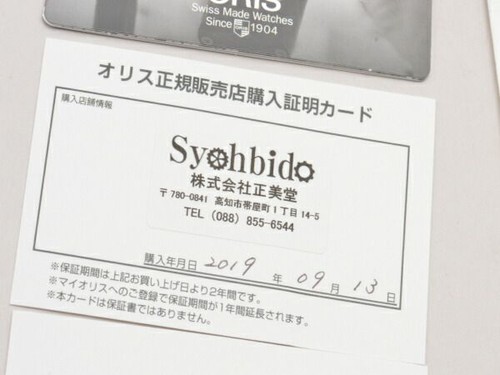 ORIS
Swiss Made Watches
Since 1904
オリス正規販売店購入証明カード
購入店舗情報
Syohbido
株式会社正美堂
〒780-0841 高知市帯屋町1丁目14-5
TEL (088) 855-6544
購入年月日 2019 年 09 月 13 日
※保証期間は上記お買い上げ日より2年間です。
※マイオリスへのご登録で保証期間が1年間延長されます。
※本カードは保証書ではありません。